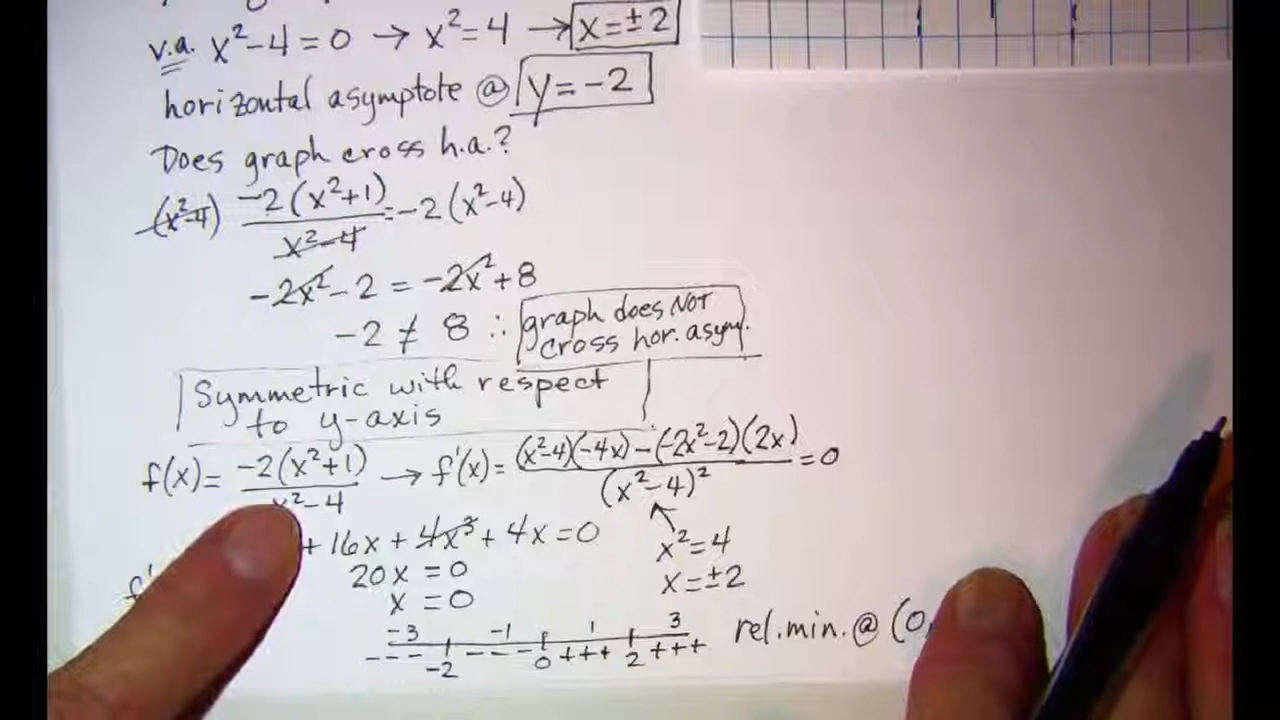 v.a. x²-4=0 → x²=4 → x=±2
horizontal asymptote @ y=-2
Does graph cross h.a.?
(x²-4) -2(x²+1)/x²-4 = -2(x²-4)
-2x²-2 = -2x²+8
-2 ≠ 8 ∴ graph does NOT
cross hor. asym.
Symmetric with respect
to y-axis
f(x)= -2(x²+1)/x²-4 → f'(x)= (x²-4)(-4x)-(-2x²-2)(2x)/(x²-4)² =0
+ 16x + 4x³ + 4x = 0
x²=4
20x = 0
x=±2
x = 0
-3 -1 1 3
--- -2 --- 0 +++ 2 +++
rel. min. @ (0,